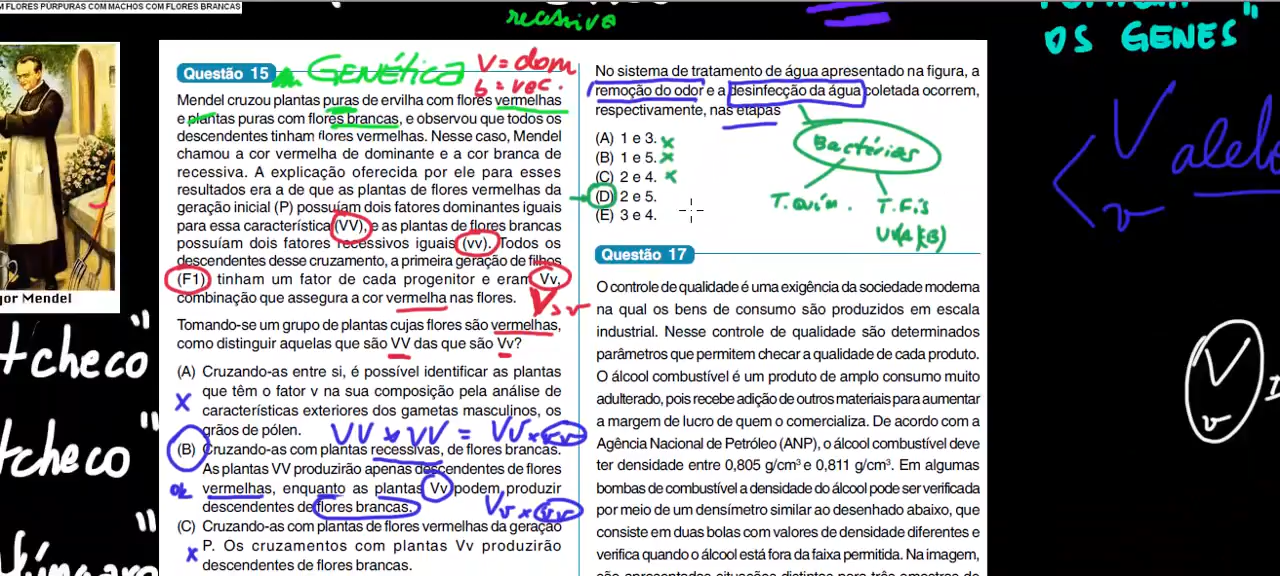 M FLORES PÚRPURAS COM MACHOS COM FLORES BRANCAS
recessiva
OS GENES"
gor Mendel
tcheco"
tcheco"
Questão 15
GENÉTICA
V = dom
b = rec.
Mendel cruzou plantas puras de ervilha com flores vermelhas
e plantas puras com flores brancas, e observou que todos os
descendentes tinham flores vermelhas. Nesse caso, Mendel
chamou a cor vermelha de dominante e a cor branca de
recessiva. A explicação oferecida por ele para esses
resultados era a de que as plantas de flores vermelhas da
geração inicial (P) possuíam dois fatores dominantes iguais
para essa característica (VV), e as plantas de flores brancas
possuíam dois fatores recessivos iguais (vv). Todos os
descendentes desse cruzamento, a primeira geração de filhos
(F1) tinham um fator de cada progenitor e eram Vv,
combinação que assegura a cor vermelha nas flores.
V > v
Tomando-se um grupo de plantas cujas flores são vermelhas,
como distinguir aquelas que são VV das que são Vv?
(A) Cruzando-as entre si, é possível identificar as plantas
que têm o fator v na sua composição pela análise de
x características exteriores dos gametas masculinos, os
grãos de pólen.
(B) Cruzando-as com plantas recessivas, de flores brancas.
As plantas VV produzirão apenas descendentes de flores
ok vermelhas, enquanto as plantas Vv podem produzir
descendentes de flores brancas.
(C) Cruzando-as com plantas de flores vermelhas da geração
x P. Os cruzamentos com plantas Vv produzirão
descendentes de flores brancas.
No sistema de tratamento de água apresentado na figura, a
remoção do odor e a desinfecção da água coletada ocorrem,
respectivamente, nas etapas
(A) 1 e 3. x
(B) 1 e 5. x
(C) 2 e 4. x
(D) 2 e 5.
(E) 3 e 4.
Bactérias
T. Quím.
T. Fís
UV(A)(B)
Questão 17
O controle de qualidade é uma exigência da sociedade moderna
na qual os bens de consumo são produzidos em escala
industrial. Nesse controle de qualidade são determinados
parâmetros que permitem checar a qualidade de cada produto.
O álcool combustível é um produto de amplo consumo muito
adulterado, pois recebe adição de outros materiais para aumentar
a margem de lucro de quem o comercializa. De acordo com a
Agência Nacional de Petróleo (ANP), o álcool combustível deve
ter densidade entre 0,805 g/cm³ e 0,811 g/cm³. Em algumas
bombas de combustível a densidade do álcool pode ser verificada
por meio de um densímetro similar ao desenhado abaixo, que
consiste em duas bolas com valores de densidade diferentes e
verifica quando o álcool está fora da faixa permitida. Na imagem,
V
v
alel
V
v